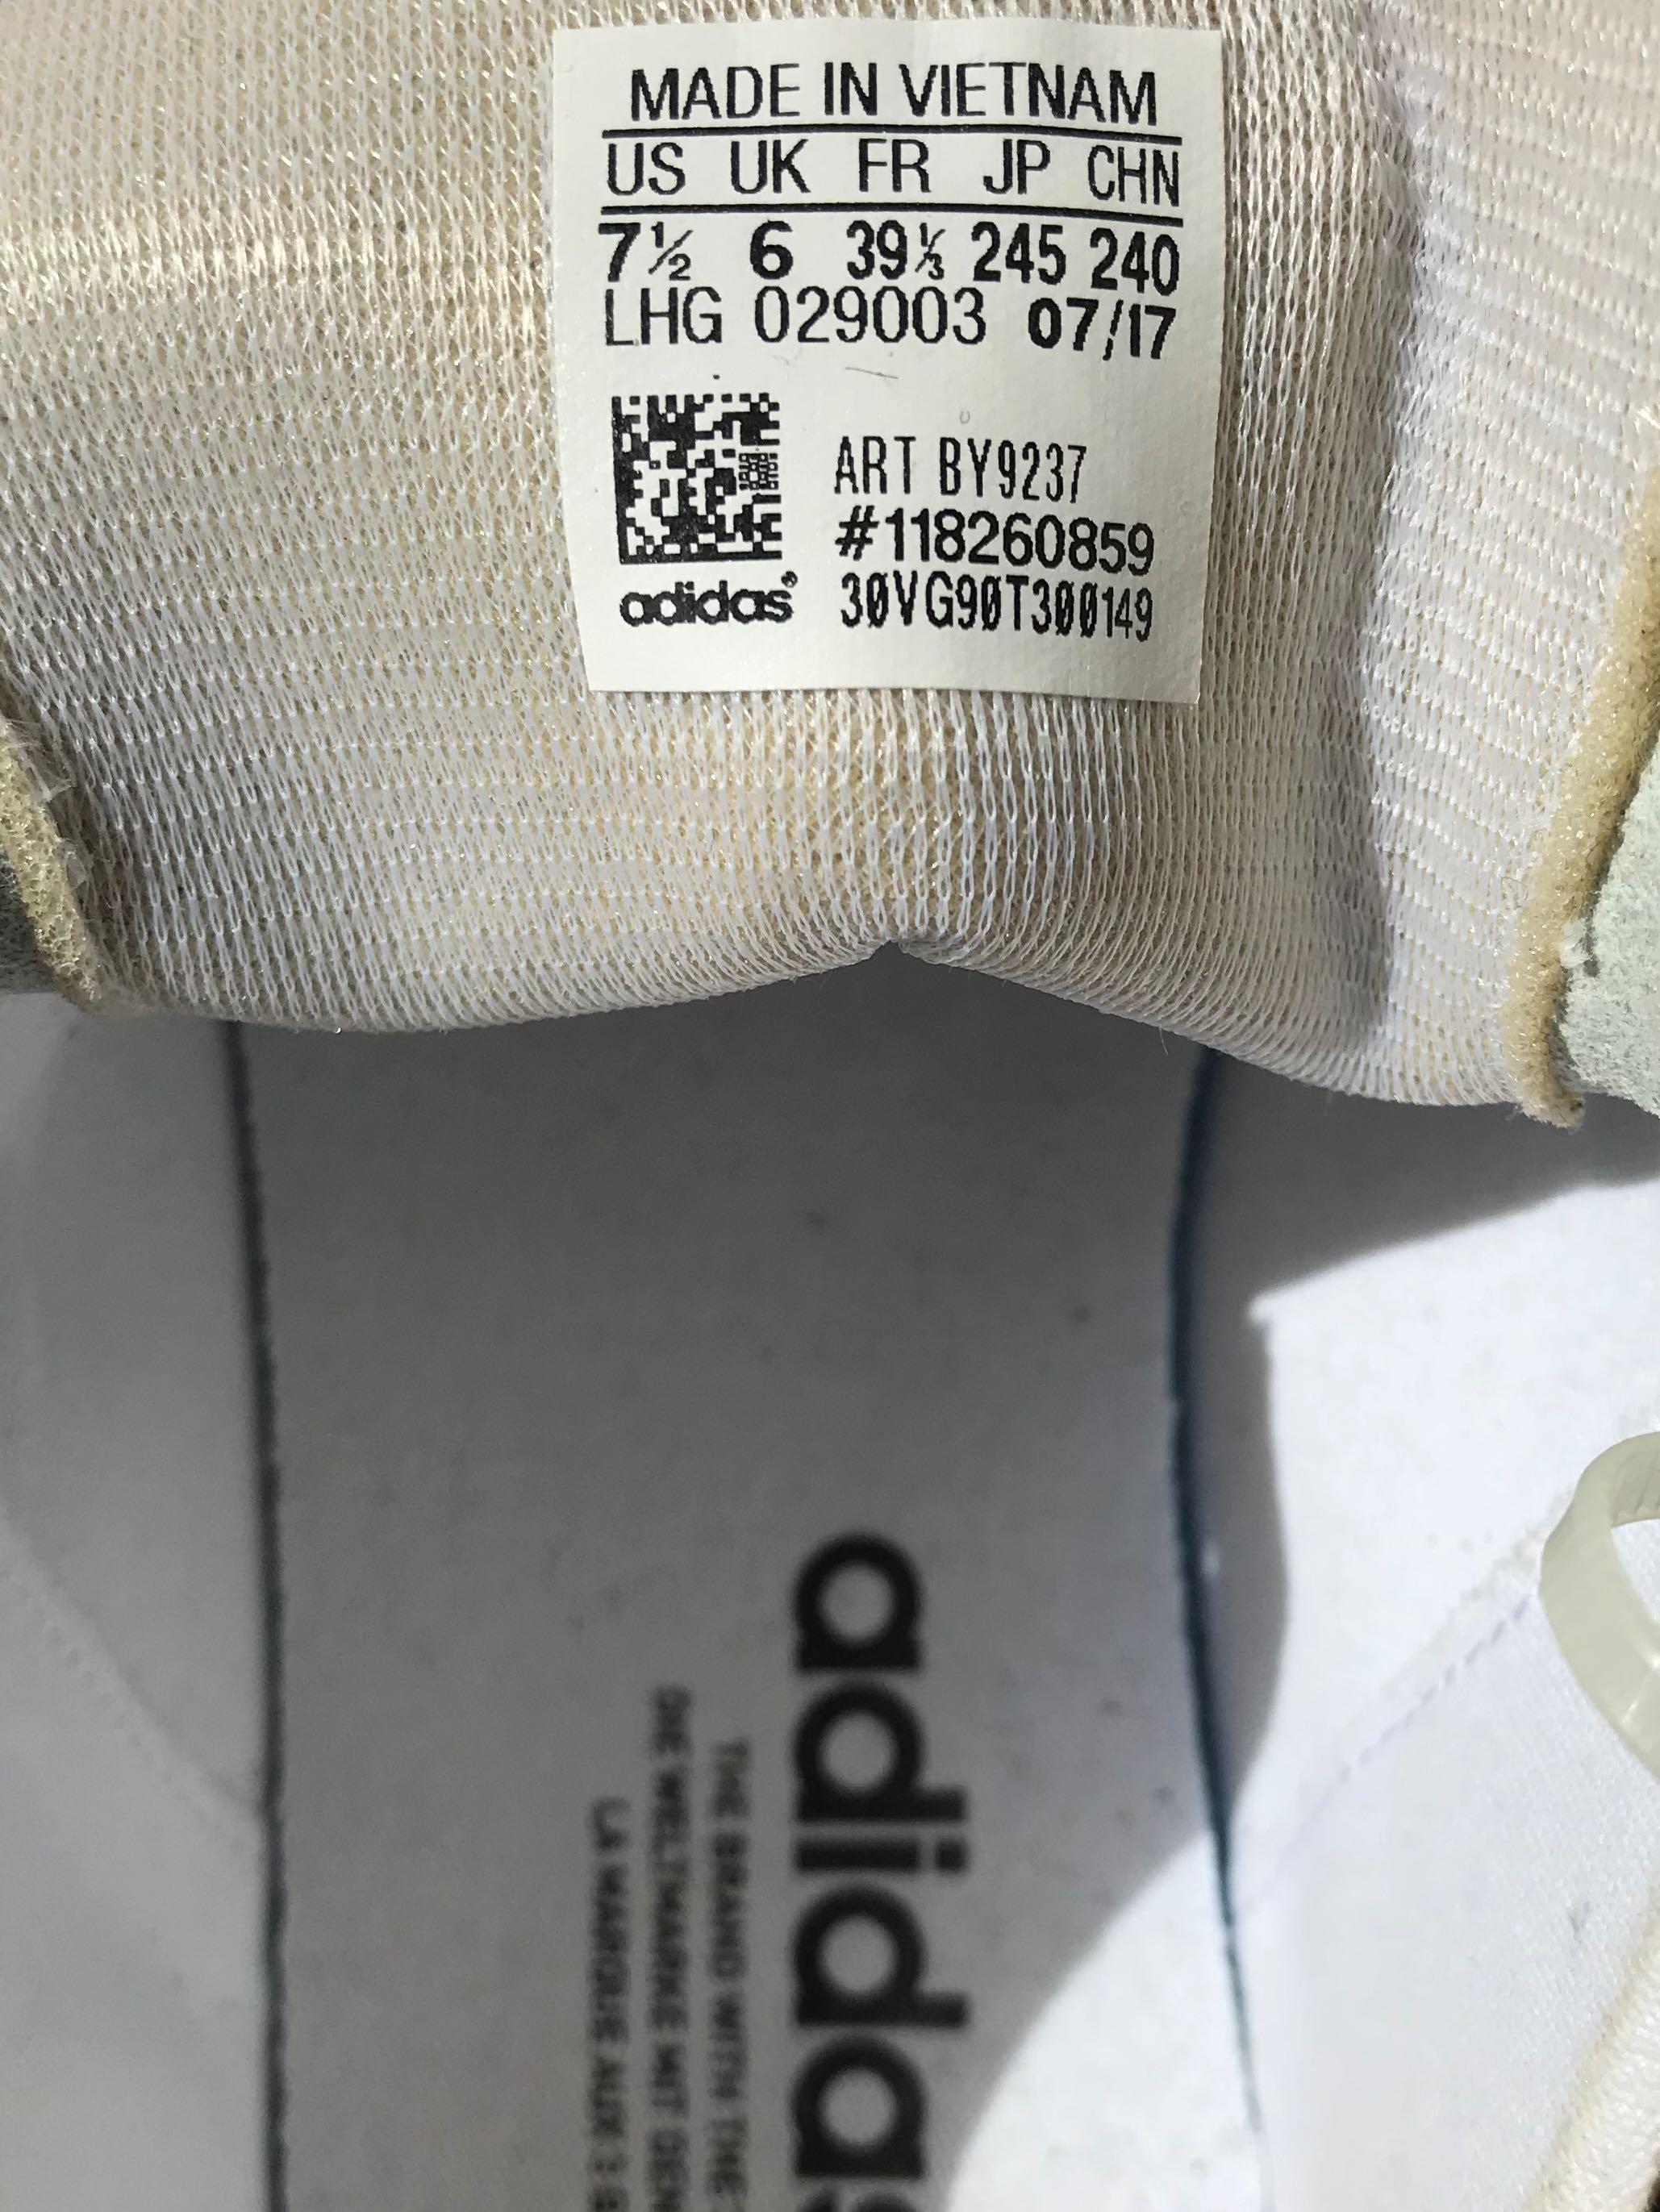 MADE IN VIETNAM
US UK FR JP CHN
7½ 6 39⅓ 245 240
LHG 029003 07/17
ART BY9237
#118260859
adidas® 30VG90T300149
adidas
THE BRAND WITH THE
DIE WELTMARKE MIT DEN
LA MARQUE AUX 3